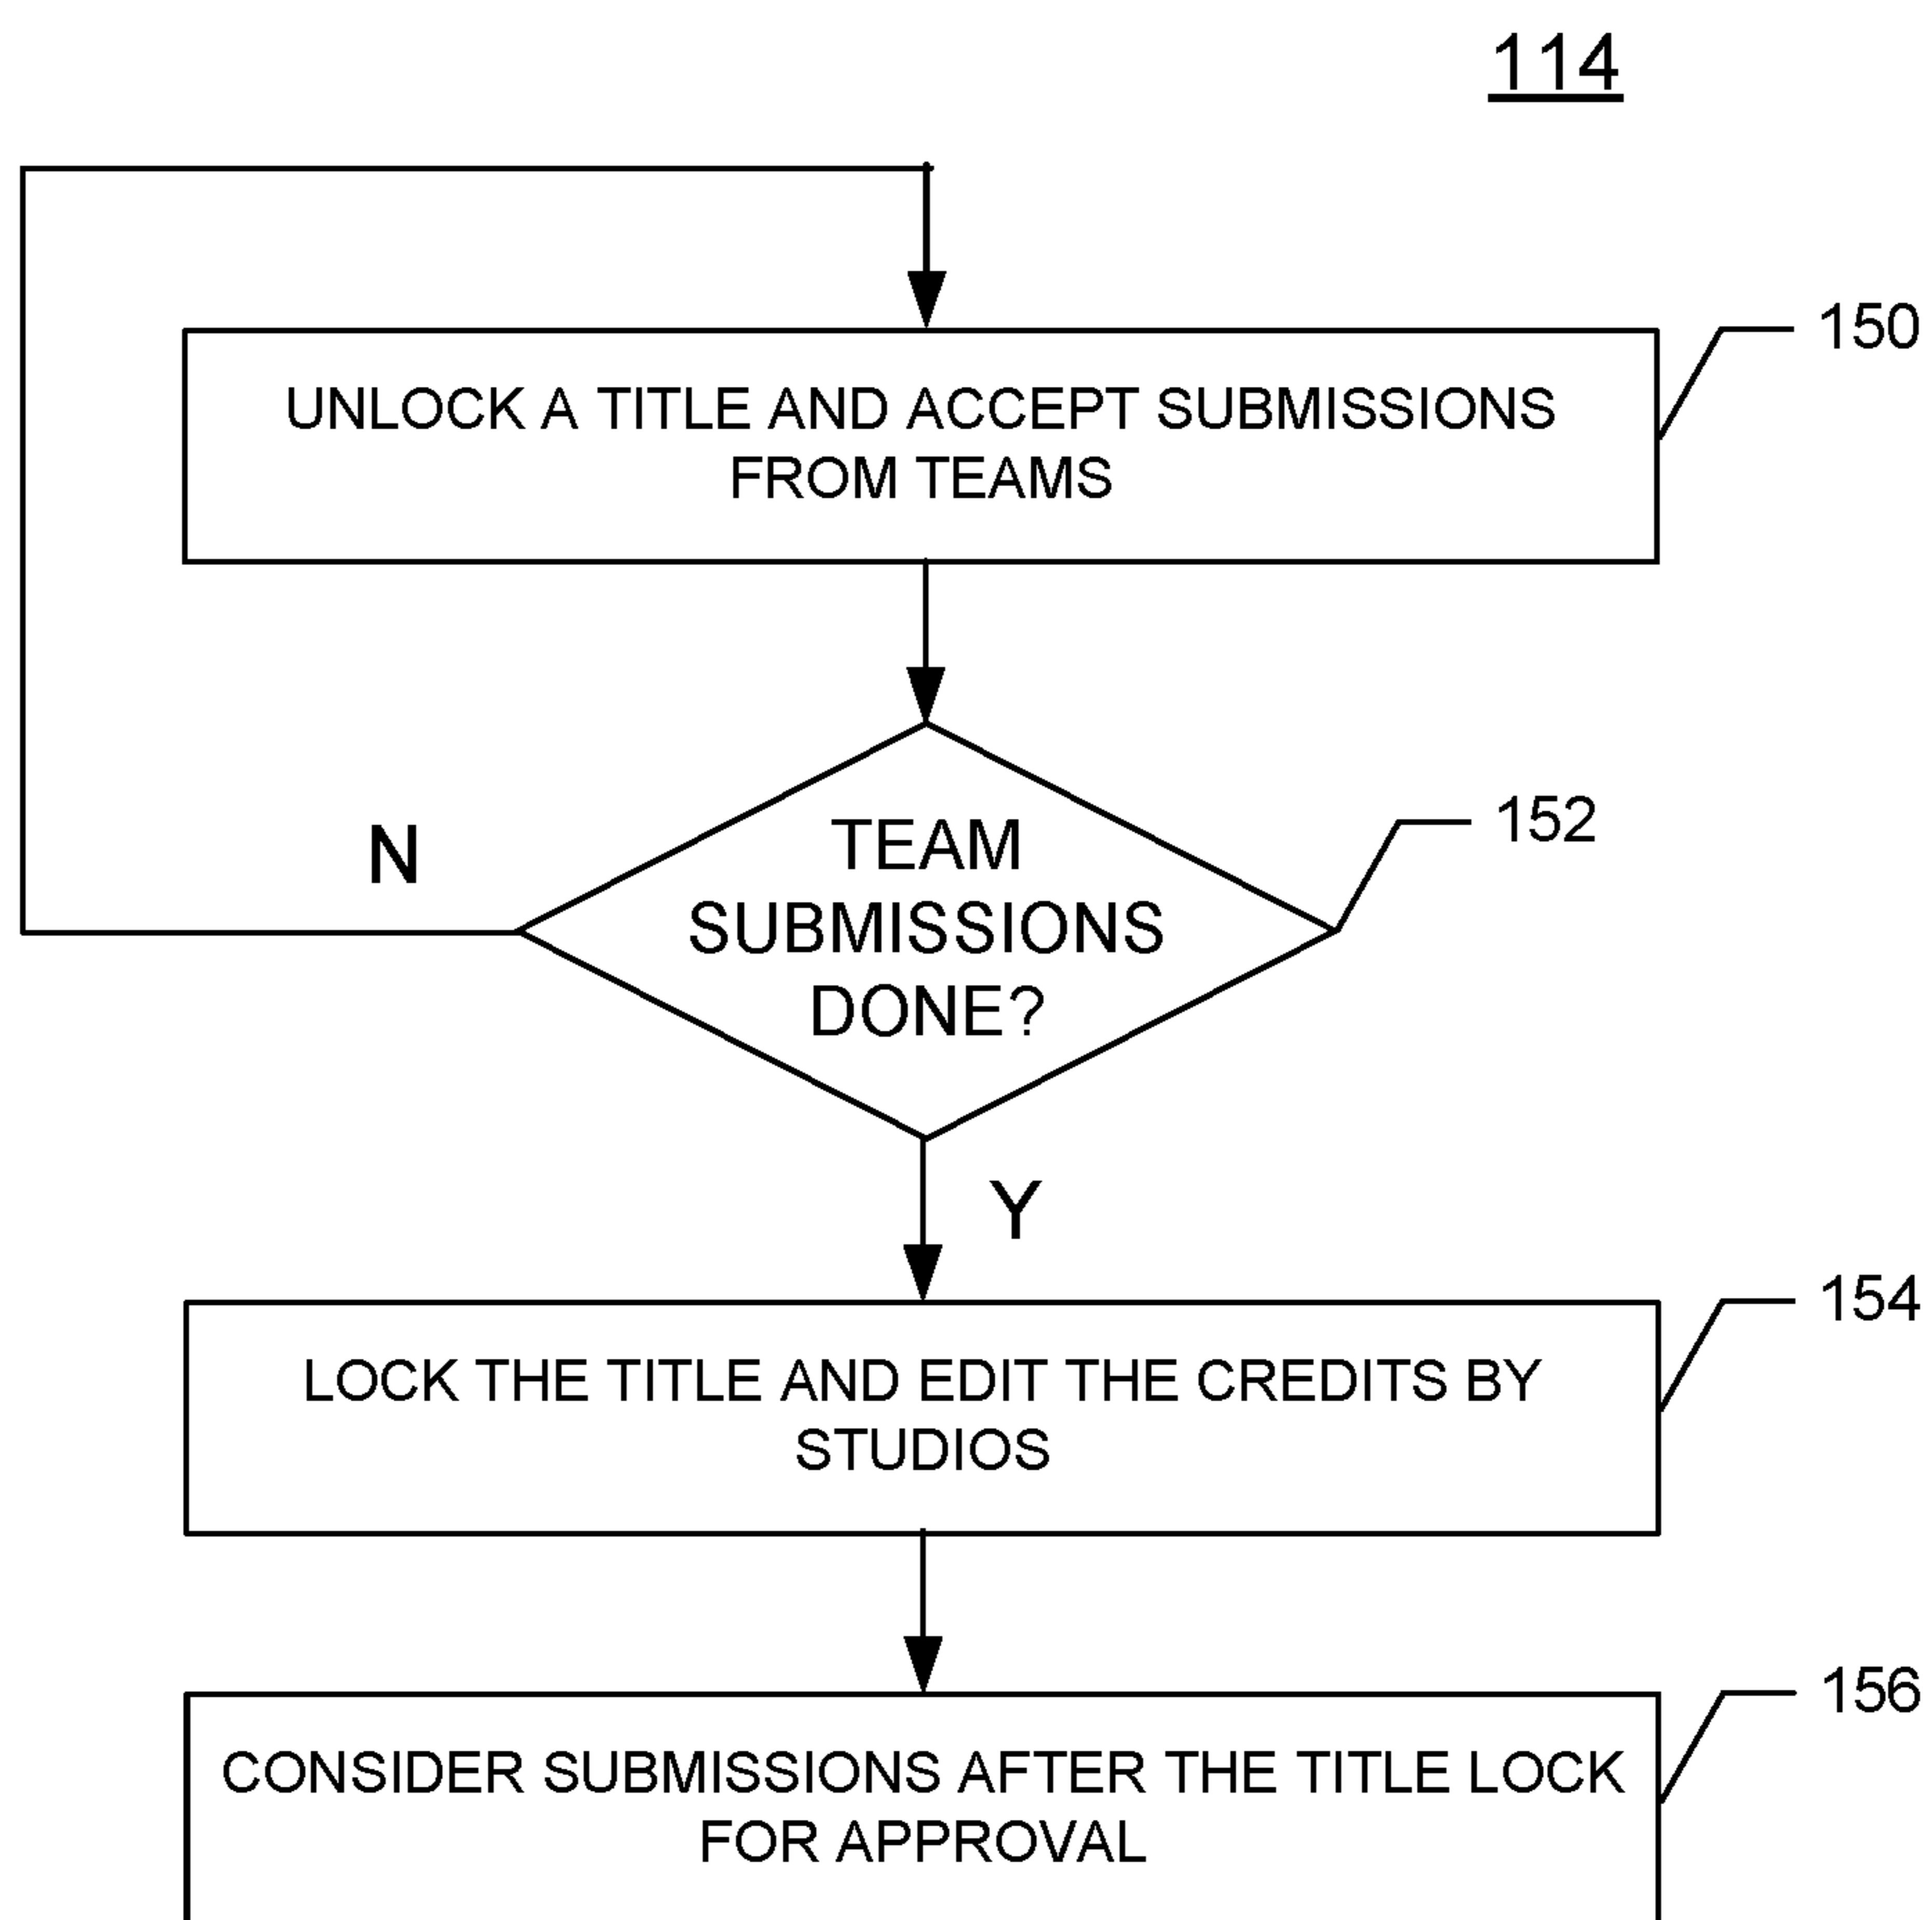 114
150
UNLOCK A TITLE AND ACCEPT SUBMISSIONS
FROM TEAMS
152
N
TEAM
SUBMISSIONS
DONE?
Y
154
LOCK THE TITLE AND EDIT THE CREDITS BY
STUDIOS
156
CONSIDER SUBMISSIONS AFTER THE TITLE LOCK
FOR APPROVAL